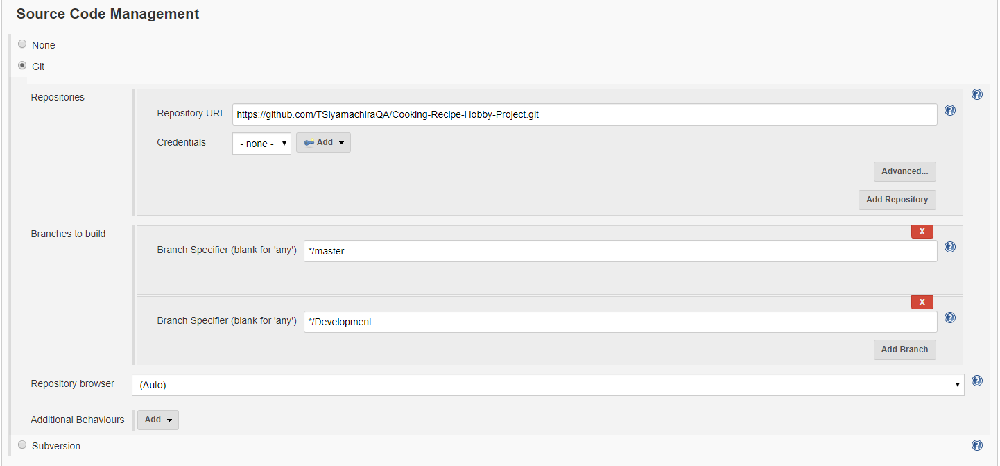 Source Code Management
None
Git
Repositories
Repository URL https://github.com/TSiyamachiraQA/Cooking-Recipe-Hobby-Project.git
Credentials - none - Add
Advanced...
Add Repository
Branches to build
X
Branch Specifier (blank for 'any') */master
X
Branch Specifier (blank for 'any') */Development
Add Branch
Repository browser (Auto)
Additional Behaviours Add
Subversion